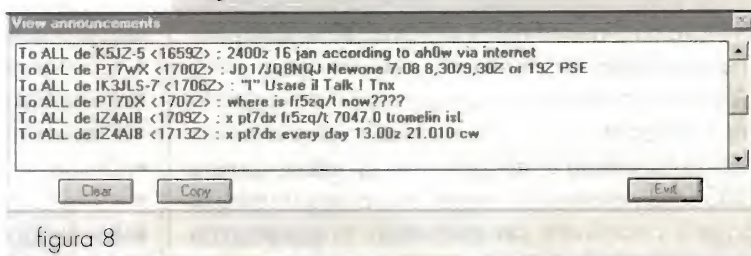 View announcements
To ALL de K5JZ-5 <1659Z> : 2400z 16 jan according to ah0w via internet
To ALL de PT7WX <1700Z> : JD1/JQ8NQJ Newone 7.08 8,30/9,30Z or 19Z PSE
To ALL de IK3JLS-7 <1706Z> : "I" Usare il Talk ! Tnx
To ALL de PT7DX <1707Z> : where is fr5zq/t now????
To ALL de IZ4AIB <1709Z> : x pt7dx fr5zq/t 7047.0 tromelin isl.
To ALL de IZ4AIB <1713Z> : x pt7dx every day 13.00z 21.010 cw
Clear Copy Exit
figura 8